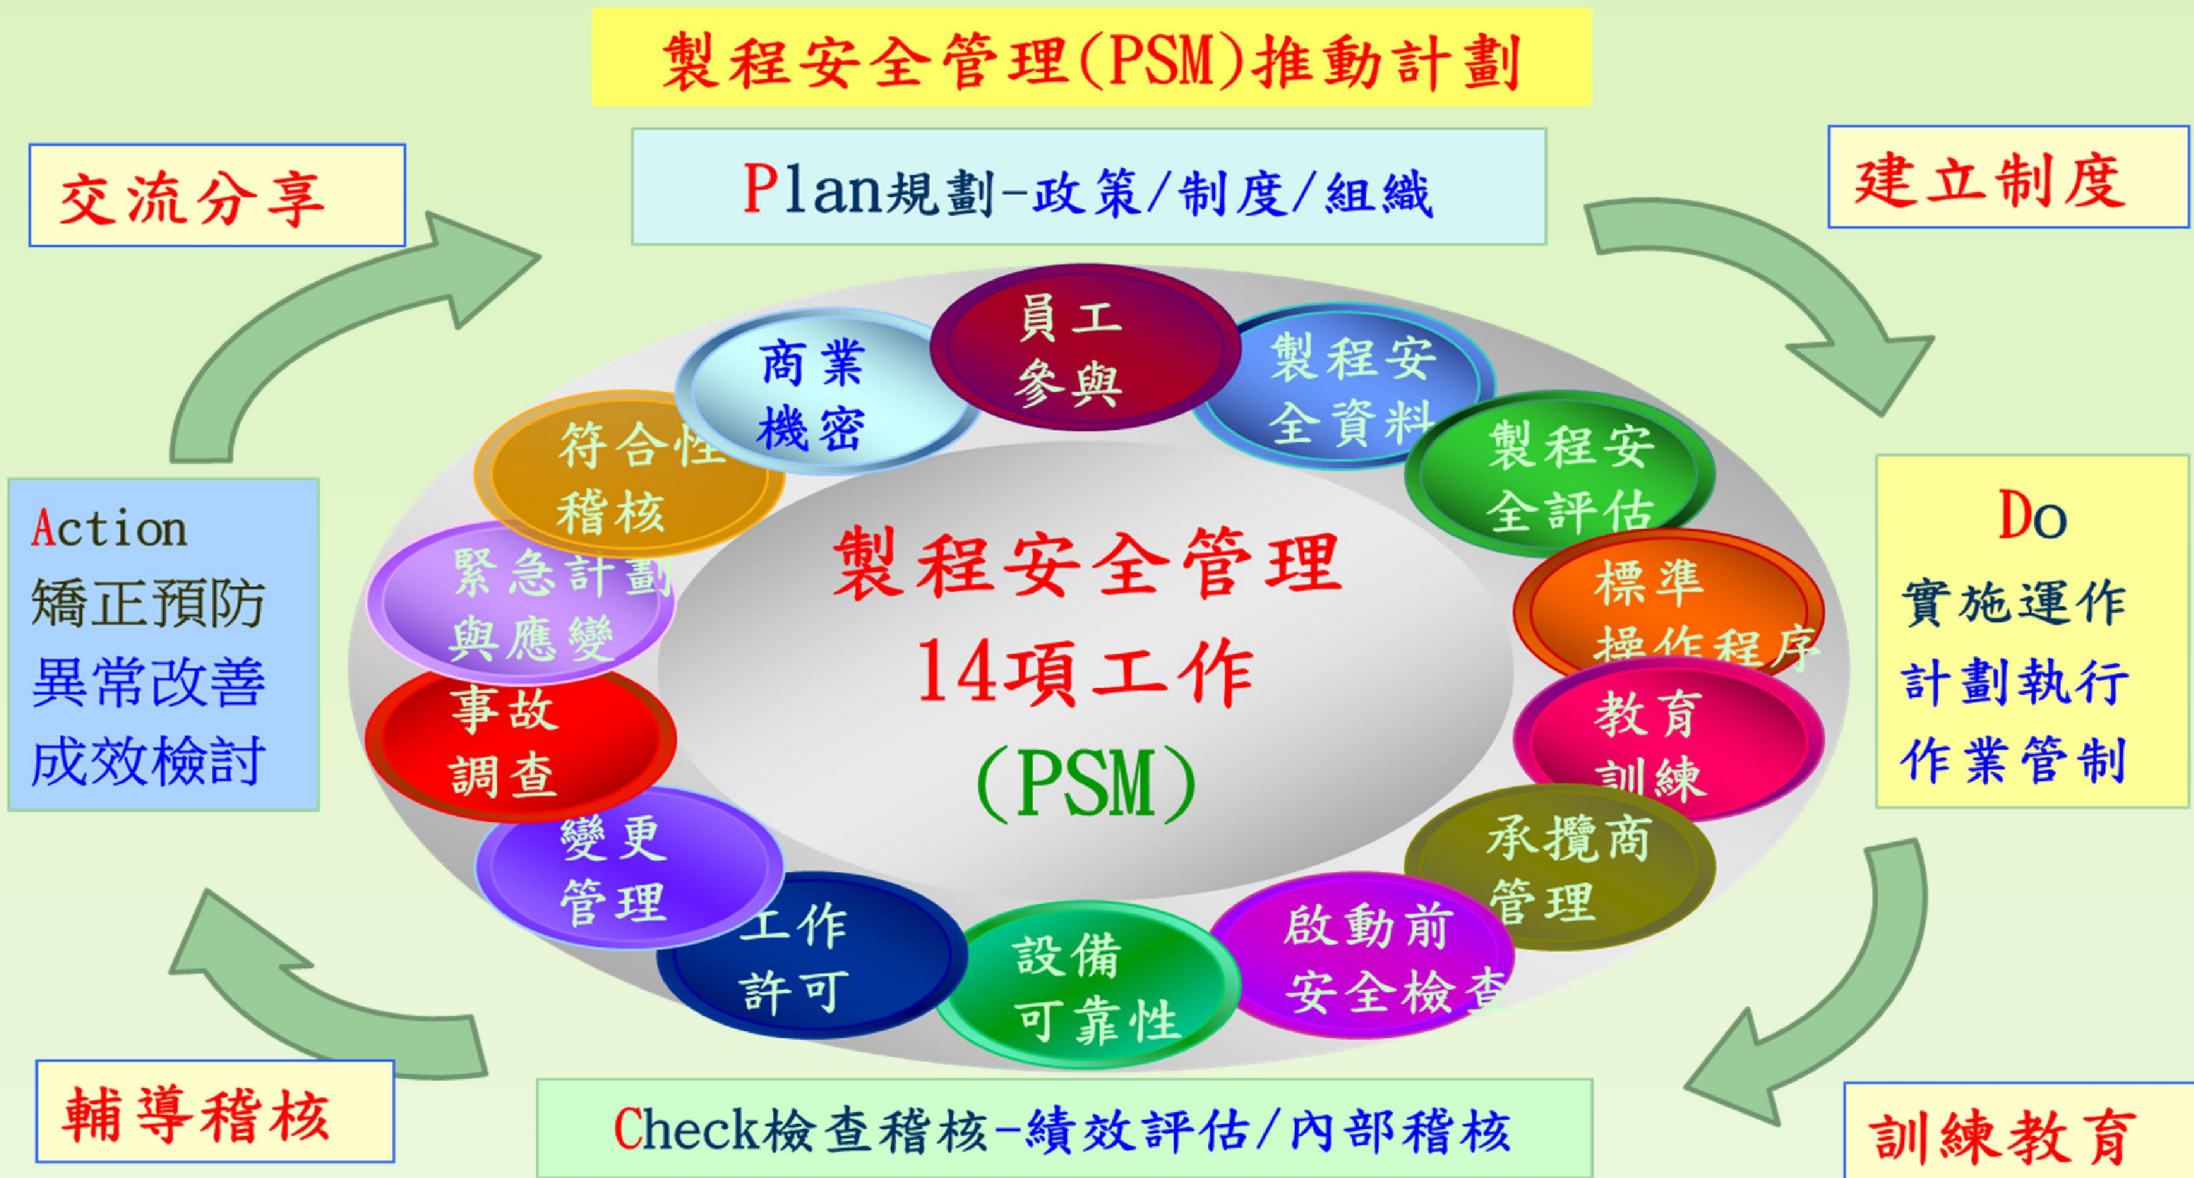 製程安全管理(PSM)推動計劃
交流分享
Plan規劃-政策/制度/組織
建立制度
員工
參與
製程安
全資料
製程安
全評估
標準
操作程序
教育
訓練
承攬商
管理
啟動前
安全檢查
設備
可靠性
工作
許可
變更
管理
事故
調查
緊急計劃
與應變
符合性
稽核
商業
機密
製程安全管理
14項工作
(PSM)
Do
實施運作
計劃執行
作業管制
Action
矯正預防
異常改善
成效檢討
輔導稽核
Check檢查稽核-績效評估/內部稽核
訓練教育